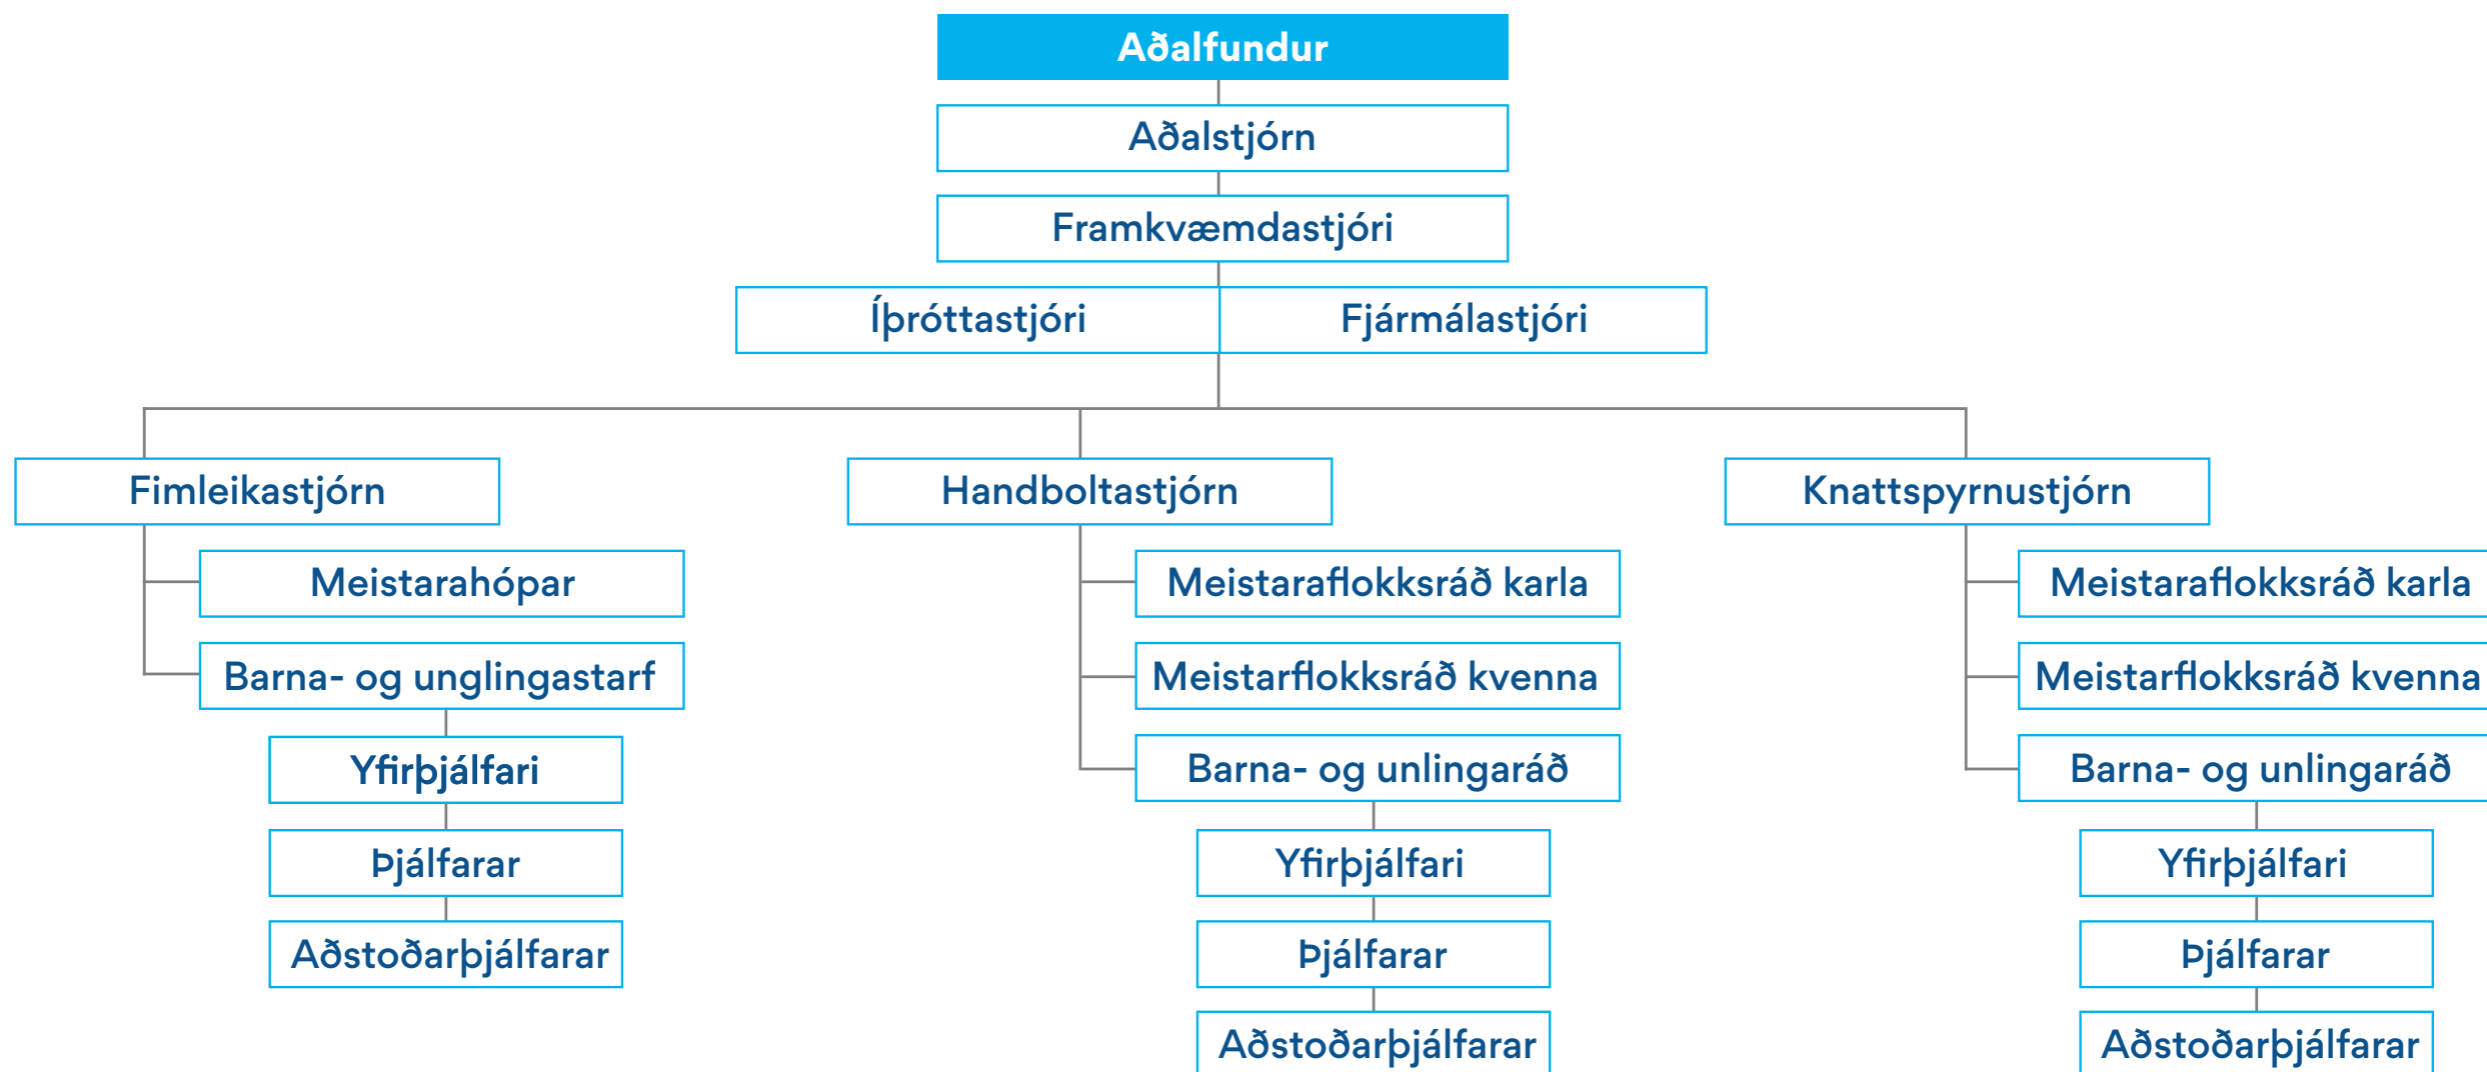 Aðalfundur
Aðalstjórn
Framkvæmdastjóri
Íþróttastjóri
Fjármálastjóri
Fimleikastjórn
Meistarahópar
Barna- og unglingastarf
Yfirþjálfari
Þjálfarar
Aðstoðarþjálfarar
Handboltastjórn
Meistaraflokksráð karla
Meistarflokksráð kvenna
Barna- og unlingaráð
Yfirþjálfari
Þjálfarar
Aðstoðarþjálfarar
Knattspyrnustjórn
Meistaraflokksráð karla
Meistarflokksráð kvenna
Barna- og unlingaráð
Yfirþjálfari
Þjálfarar
Aðstoðarþjálfarar